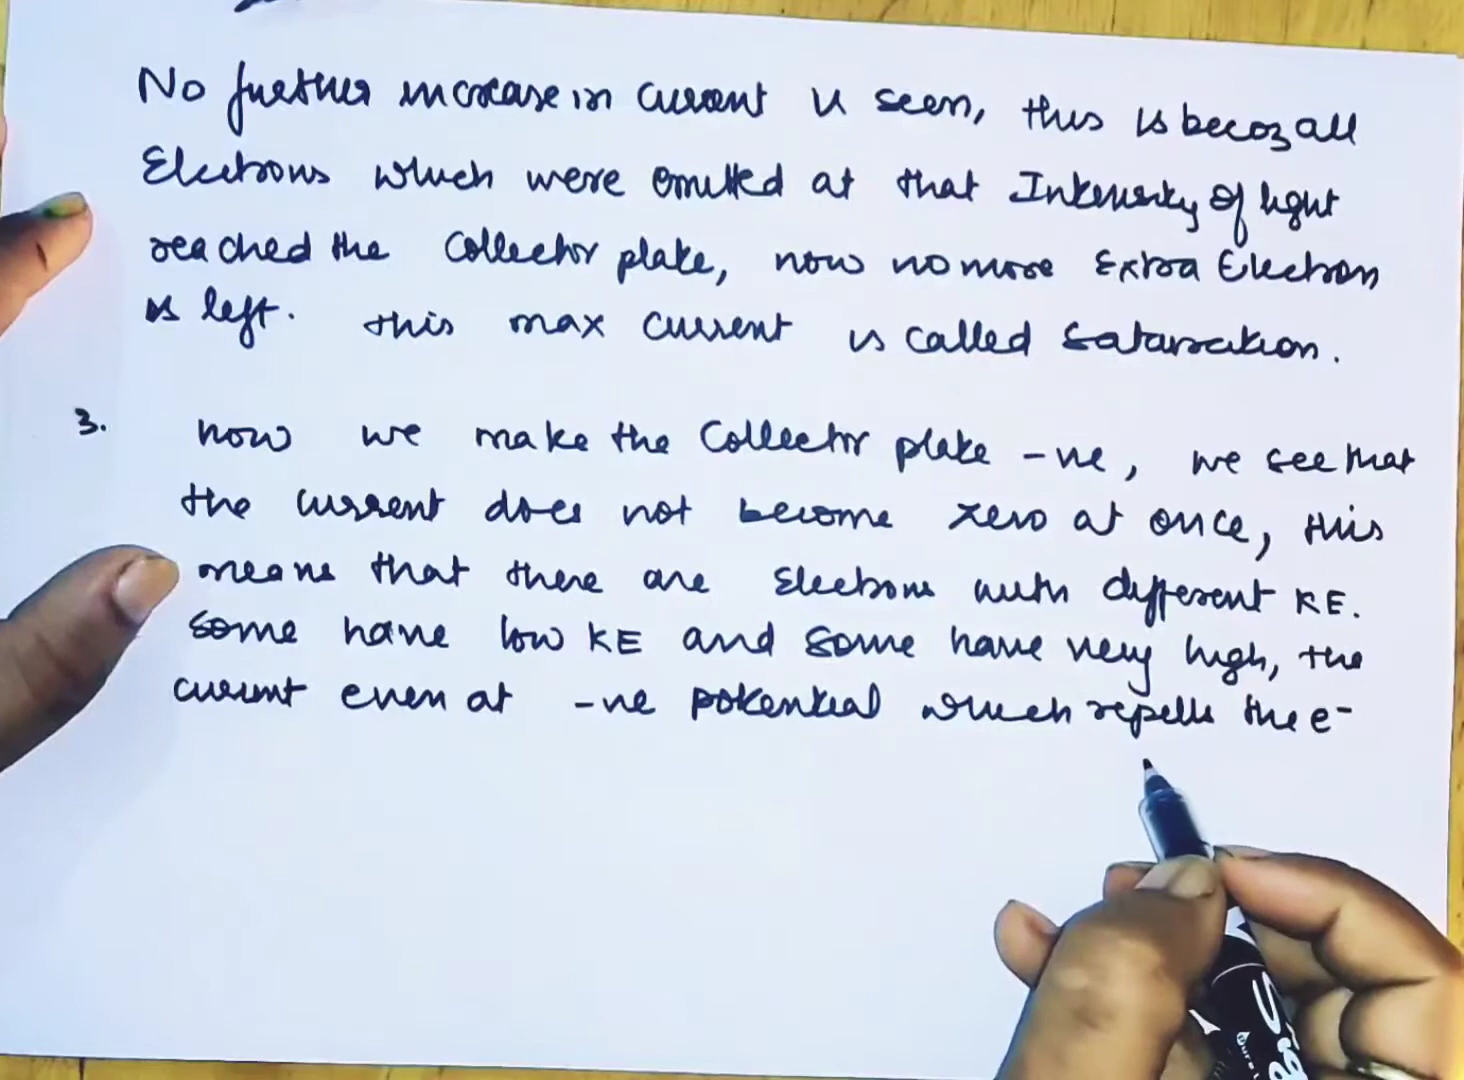 No further increase in current is seen, this is becoz all
Electrons which were emitted at that Intensity of light
reached the collector plate, now no more Extra Electron
is left. this max current is called Saturation.
3. now we make the Collector plate -ve, we see that
the current does not become zero at once, this
means that there are Electrons with different KE.
Some have low KE and some have very high, the
current even at -ve potential which repells the e-